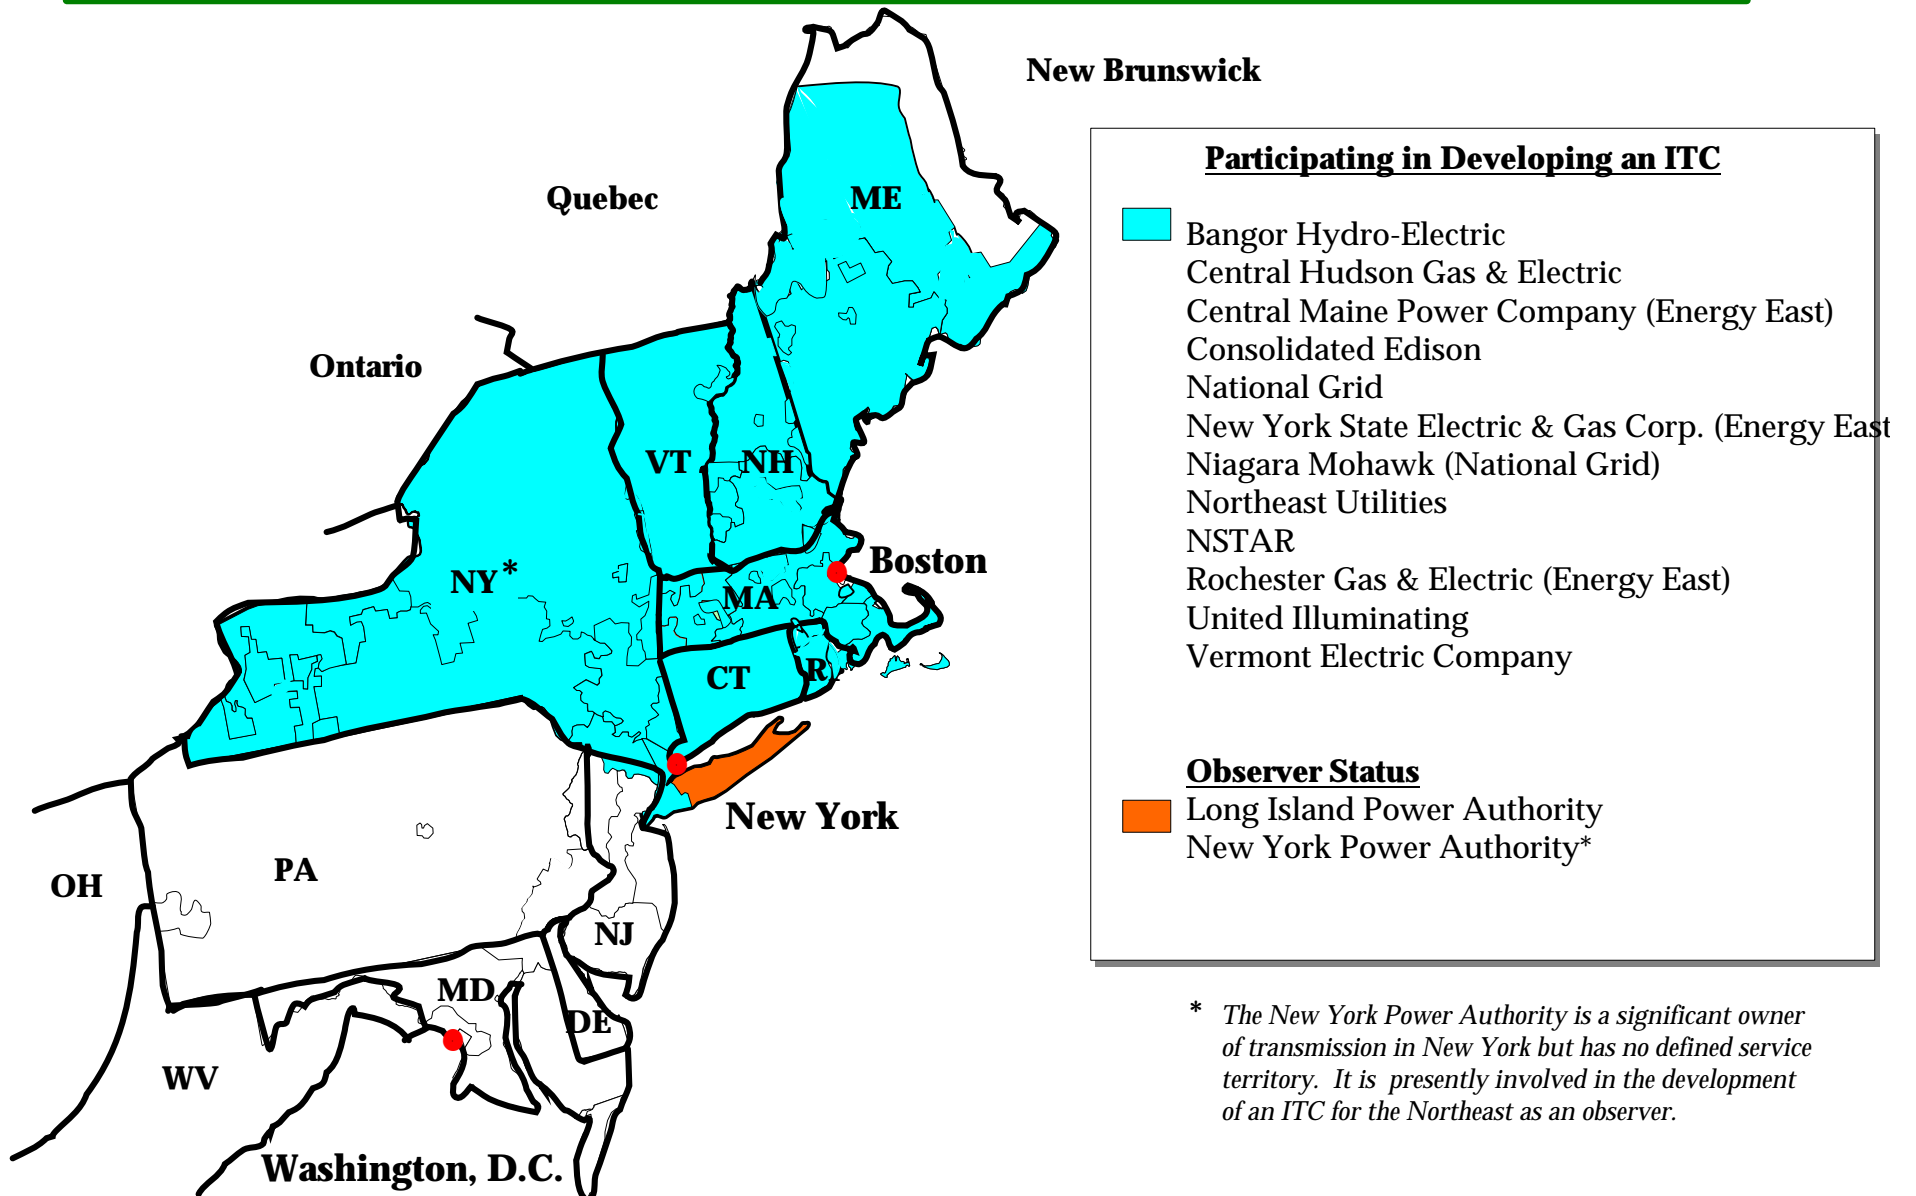 New Brunswick
Quebec
ME
Ontario
VT
NH
Boston
NY*
MA
CT
R
New York
OH
PA
NJ
MD
DE
WV
Washington, D.C.
Participating in Developing an ITC
Bangor Hydro-Electric
Central Hudson Gas & Electric
Central Maine Power Company (Energy East)
Consolidated Edison
National Grid
New York State Electric & Gas Corp. (Energy East
Niagara Mohawk (National Grid)
Northeast Utilities
NSTAR
Rochester Gas & Electric (Energy East)
United Illuminating
Vermont Electric Company
Observer Status
Long Island Power Authority
New York Power Authority*
* The New York Power Authority is a significant owner
of transmission in New York but has no defined service
territory. It is presently involved in the development
of an ITC for the Northeast as an observer.